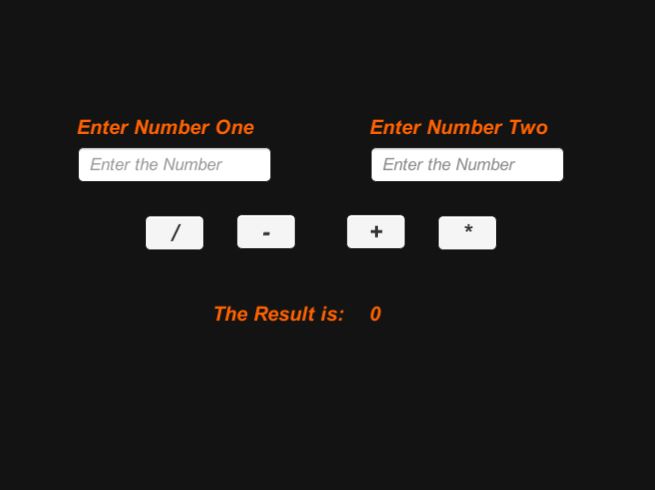 Enter Number One Enter Number Two
Enter the Number Enter the Number
/ - + *
The Result is: 0